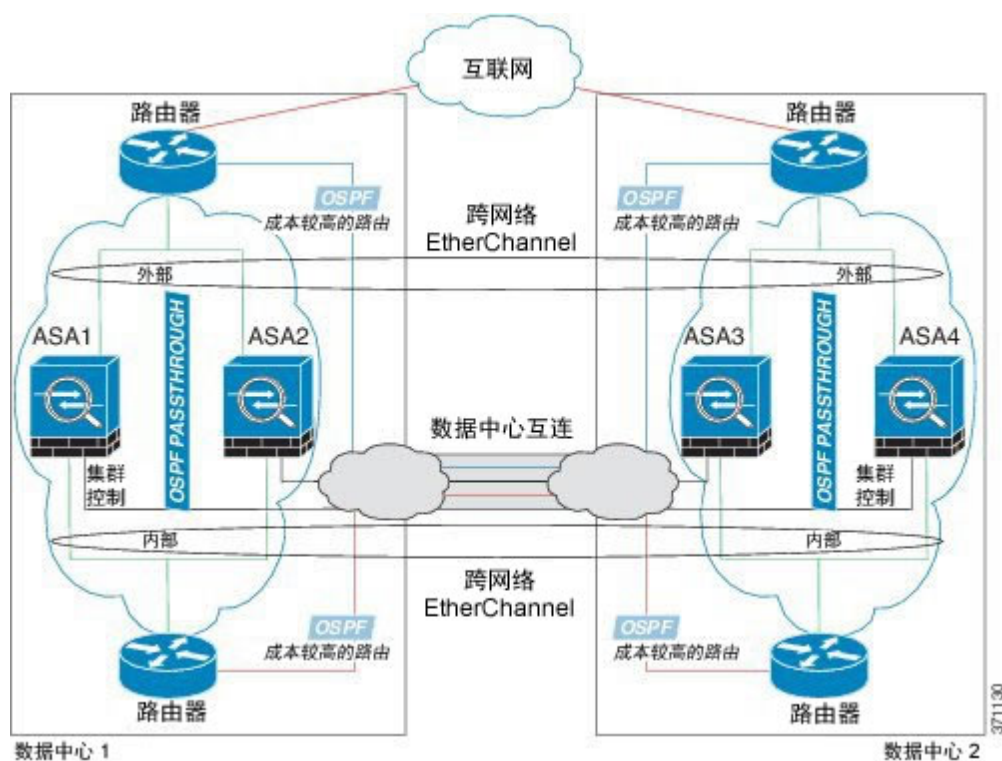 互联网
路由器
路由器
OSPF
成本较高的路由
OSPF
成本较高的路由
跨网络
EtherChannel
外部
外部
ASA1
ASA2
ASA3
ASA4
OSPF PASSTHROUGH
OSPF PASSTHROUGH
数据中心互连
集群
控制
集群
控制
内部
内部
跨网络
EtherChannel
OSPF
成本较高的路由
OSPF
成本较高的路由
路由器
路由器
371130
数据中心 1
数据中心 2